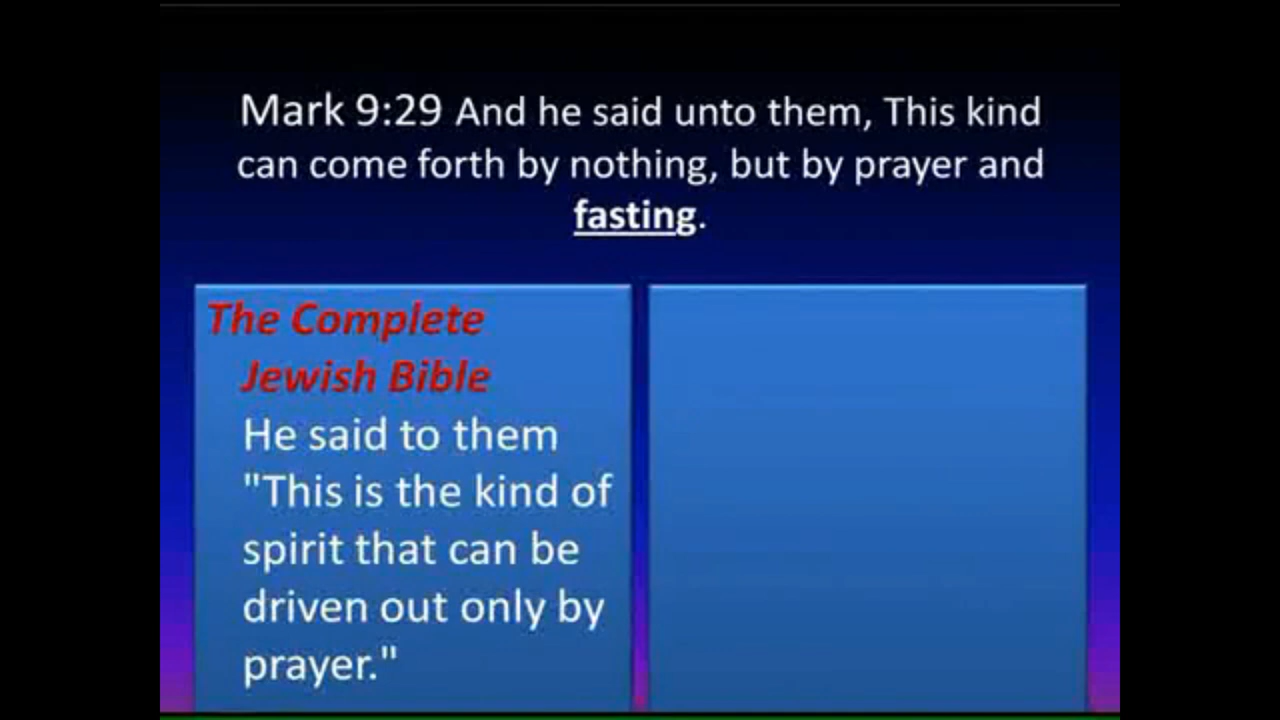 Mark 9:29 And he said unto them, This kind
can come forth by nothing, but by prayer and
fasting.
The Complete
Jewish Bible
He said to them
"This is the kind of
spirit that can be
driven out only by
prayer."